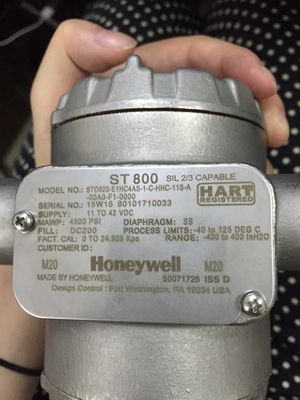 ST 800 SIL 2/3 CAPABLE
MODEL NO.: STD820-E1HC4AS-1-C-HHC-11S-A
-00A0-F1-0000
HART
REGISTERED
SERIAL NO.: 15W15 8010171003​3
SUPPLY: 11 TO 42 VDC
MAWP: 4500 PSI DIAPHRAGM: SS
FILL: DC200 PROCESS LIMITS: -40 to 125 DEG C
FACT. CAL: 0 TO 24.908 Kpa RANGE: -400 to 400 inH2O
CUSTOMER ID:
M20 Honeywell M20
MADE BY HONEYWELL 50071726 ISS D
Design Control : Fort Washington, PA 19034 USA